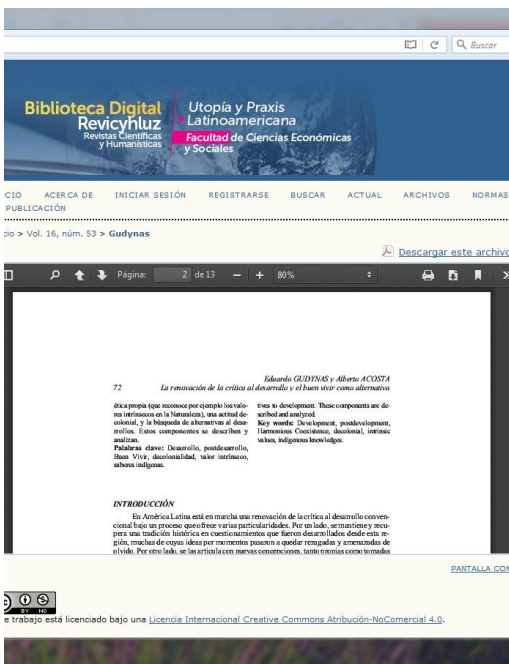 Buscar
Biblioteca Digital
Revicyhluz
Revistas Científicas
y Humanísticas
Utopía y Praxis
Latinoamericana
Facultad de Ciencias Económicas
y Sociales
CIO ACERCA DE INICIAR SESIÓN REGISTRARSE BUSCAR ACTUAL ARCHIVOS NORMAS
PUBLICACIÓN
cio > Vol. 16, núm. 53 > Gudynas
Descargar este archivo
Página: 2 de 13 80%
Eduardo GUDYNAS y Alberto ACOSTA
72 La renovación de la crítica al desarrollo y el buen vivir como alternativa
ética propia (que reconoce por ejemplo los valo-
res intrínsecos en la Naturaleza), una actitud de-
colonial, y la búsqueda de alternativas al desa-
rrollos. Estos componentes se describen y
analizan.
Palabras clave: Desarrollo, postdesarrollo,
Buen Vivir, decolonialidad, valor intrínseco,
saberes indígenas.
tives to development. These components are de-
scribed and analyzed.
Key words: Development, postdevelopment,
Harmonious Coexistence, decolonial, intrinsic
values, indigenous knowledges.
INTRODUCCIÓN
En América Latina está en marcha una renovación de la crítica al desarrollo conven-
cional bajo un proceso que ofrece varias particularidades. Por un lado, se mantiene y recu-
pera una tradición histórica en cuestionamientos que fueron desarrollados desde esta re-
gión, muchas de cuyas ideas por momentos pasaron a quedar rezagadas y amenazadas de
olvido. Por otro lado, se las articula con nuevas concepciones, tanto propias como tomadas
PANTALLA COM
BY NC
e trabajo está licenciado bajo una Licencia Internacional Creative Commons Atribución-NoComercial 4.0.